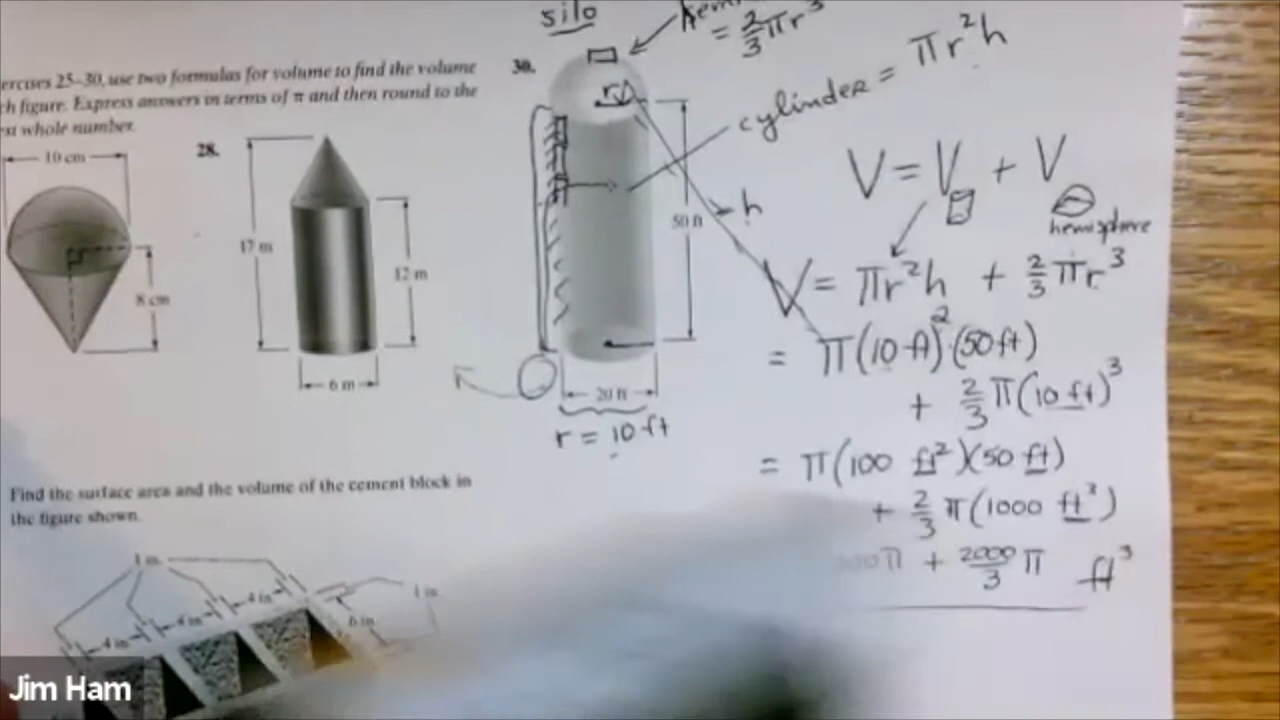 silo
= 2/3 πr³
cylinder = πr²h
ercises 25–30, use two formulas for volume to find the volume
ch figure. Express answers in terms of π and then round to the
st whole number.
10 cm
8 cm
28.
17 m
12 m
6 m
30.
r
50 ft
h
20 ft
r = 10 ft
V = V + V
hemisphere
V = πr²h + 2/3 πr³
= π(10 ft)²(50 ft)
+ 2/3 π(10 ft)³
= π(100 ft²)(50 ft)
+ 2/3 π(1000 ft³)
00π + 2000/3 π ft³
Find the surface area and the volume of the cement block in
the figure shown.
1 in.
4 in.
4 in.
4 in.
1 in.
6 in.
Jim Ham